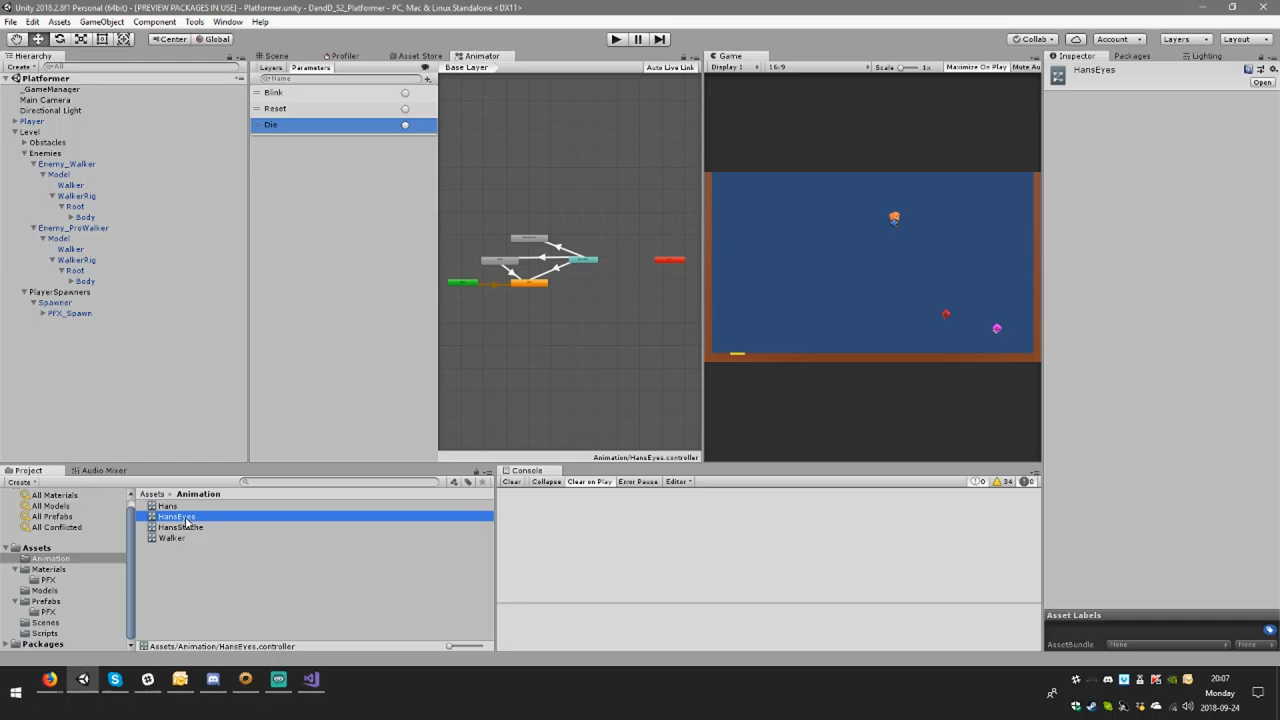 Unity 2018.2.8f1 Personal (64bit) - [PREVIEW PACKAGES IN USE] - Platformer.unity - DandD_S2_Platformer - PC, Mac & Linux Standalone <DX11>
File Edit Assets GameObject Component Tools Window Help
Center Global Collab Account Layers Layout
Hierarchy Scene Profiler Asset Store Animator Game Inspector Packages Lighting
Create All Layers Parameters Base Layer Auto Live Link Display 1 16:9 Scale 1x Maximize On Play Mute Au HansEyes
Open
Platformer
_GameManager
Main Camera
Directional Light
Player
Level
Obstacles
Enemies
Enemy_Walker
Model
Walker
WalkerRig
Root
Body
Enemy_ProWalker
Model
Walker
WalkerRig
Root
Body
PlayerSpawners
Spawner
PFX_Spawn
Name
Blink
Reset
Die
Animation/HansEyes.controller
Project Audio Mixer Console
Create Clear Collapse Clear on Play Error Pause Editor 0 34 0
All Materials
All Models
All Prefabs
All Conflicted
Assets
Animation
Materials
PFX
Models
Prefabs
PFX
Scenes
Scripts
Packages
Assets Animation
Hans
HansEyes
HansStache
Walker
Assets/Animation/HansEyes.controller
Asset Labels
AssetBundle None None
20:07
Monday
2018-09-24